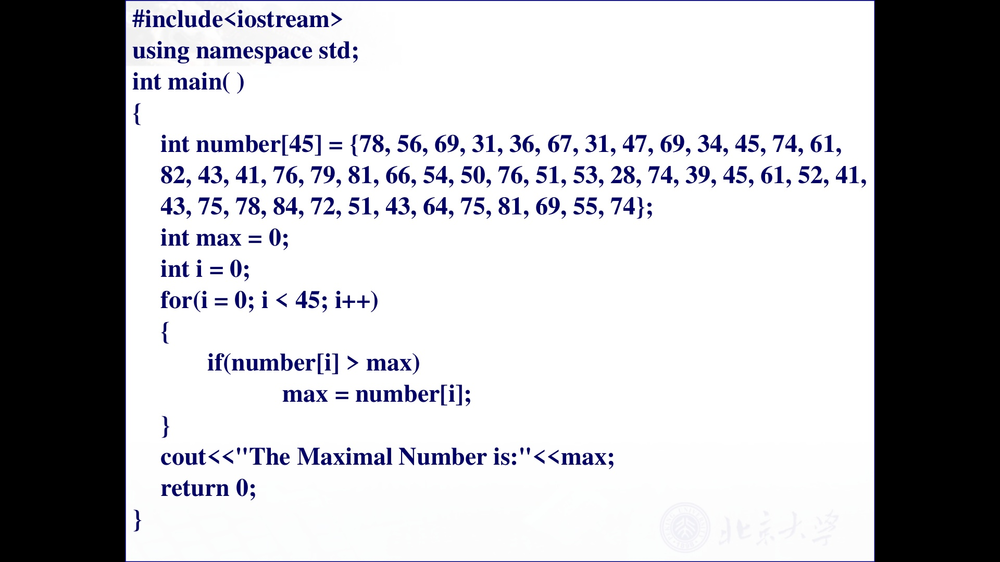 #include<iostream>
using namespace std;
int main( )
{
int number[45] = {78, 56, 69, 31, 36, 67, 31, 47, 69, 34, 45, 74, 61,
82, 43, 41, 76, 79, 81, 66, 54, 50, 76, 51, 53, 28, 74, 39, 45, 61, 52, 41,
43, 75, 78, 84, 72, 51, 43, 64, 75, 81, 69, 55, 74};
int max = 0;
int i = 0;
for(i = 0; i < 45; i++)
{
if(number[i] > max)
max = number[i];
}
cout<<"The Maximal Number is:"<<max;
return 0;
}
PEKING UNIVERSITY
1898
北京大学